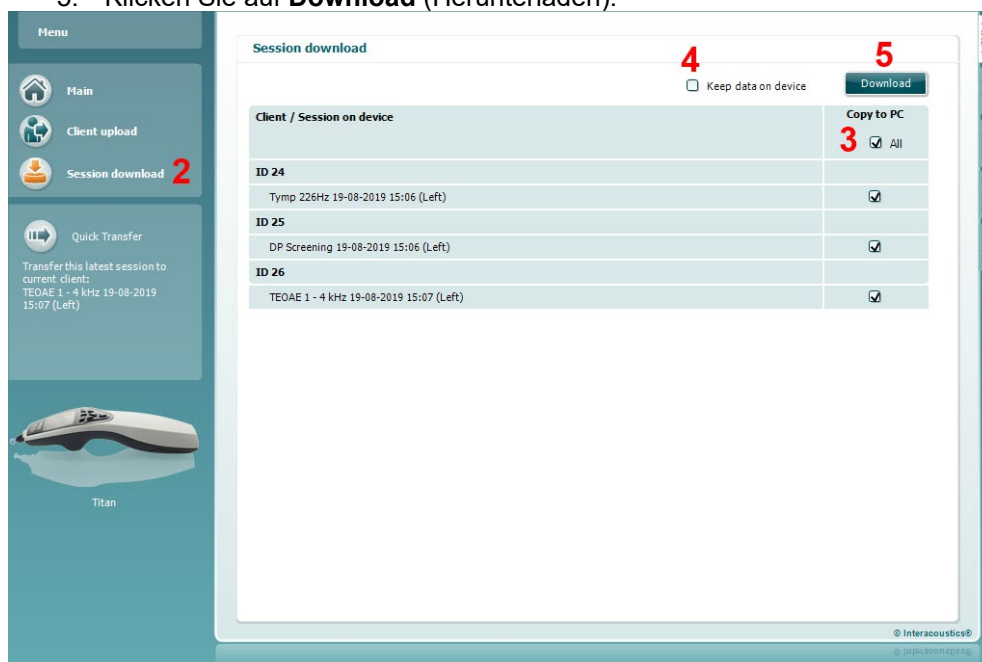 5. Klicken Sie auf Download (Herunterladen).
Menu
Main
Client upload
Session download 2
Quick Transfer
Transfer this latest session to
current client:
TEOAE 1 - 4 kHz 19-08-2019
15:07 (Left)
Titan
Session download
4
5
Keep data on device
Download
Client / Session on device
Copy to PC
3 All
ID 24
Tymp 226Hz 19-08-2019 15:06 (Left)
ID 25
DP Screening 19-08-2019 15:06 (Left)
ID 26
TEOAE 1 - 4 kHz 19-08-2019 15:07 (Left)
© Interacoustics®